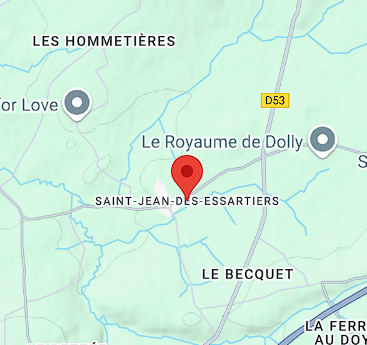 LES HOMMETIÈRES
for Love
D53
Le Royaume de Dolly
S
SAINT-JEAN-DES-ESSARTIERS
LE BECQUET
LA FERR
AU DOY